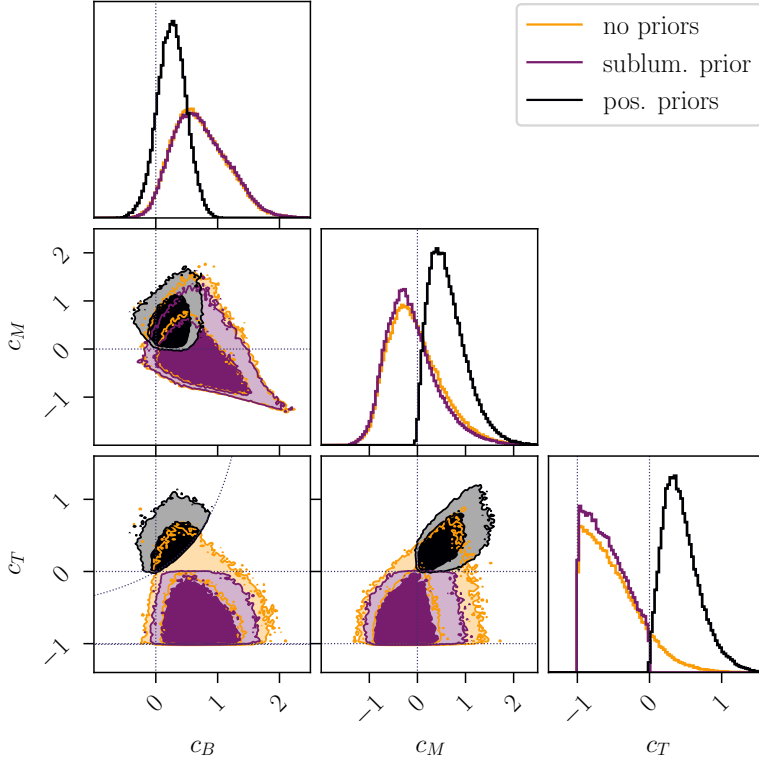 no priors
sublum. prior
pos. priors
2
1
0
−1
c_M
1
0
−1
c_T
0 1 2 −1 0 1 2 −1 0 1
c_B c_M c_T